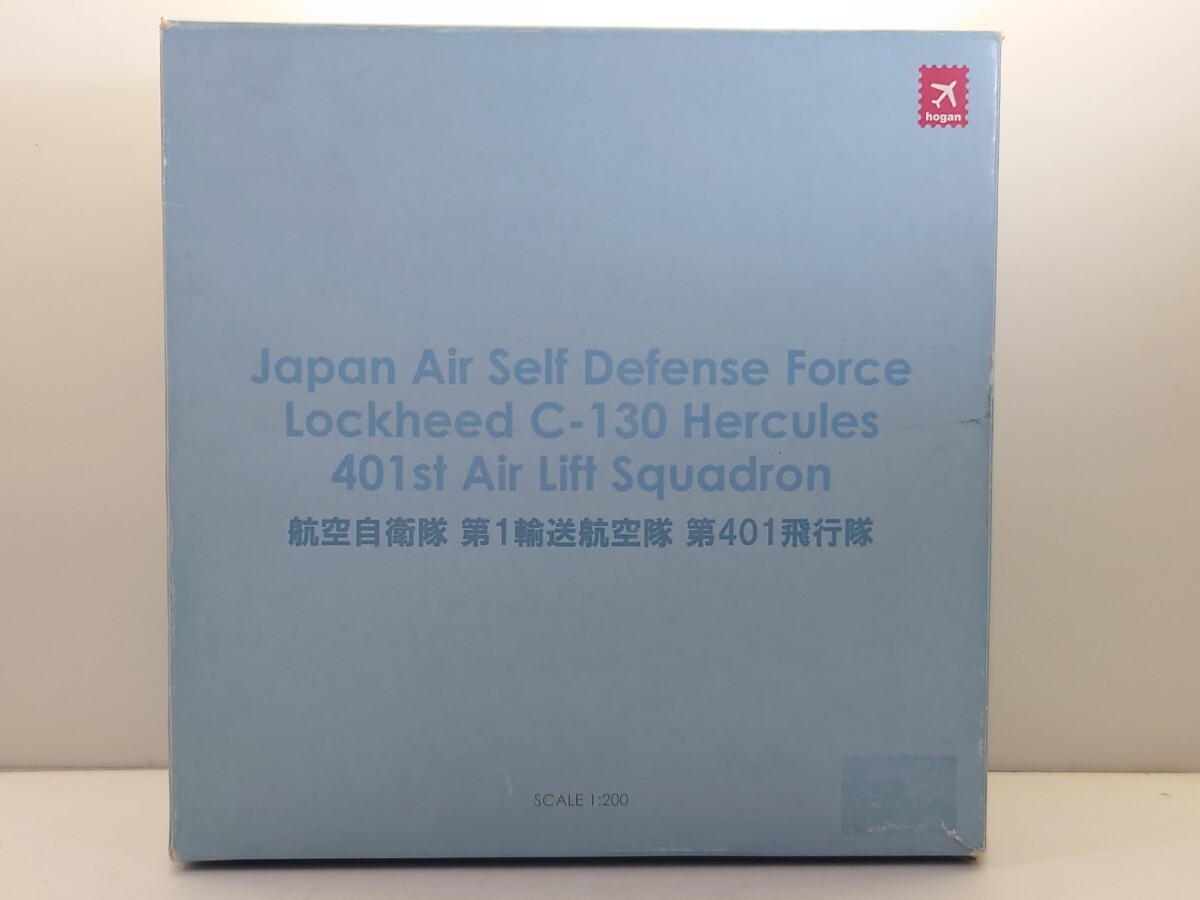 hogan
Japan Air Self Defense Force
Lockheed C-130 Hercules
401st Air Lift Squadron
航空自衛隊 第1輸送航空隊 第401飛行隊
SCALE 1:200